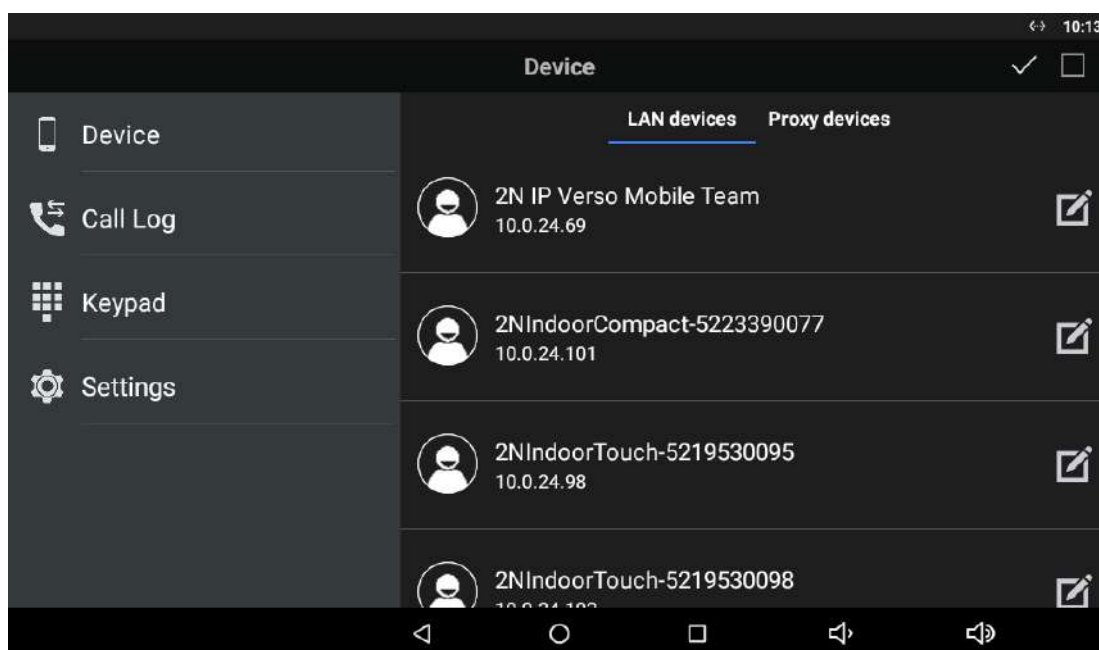 10:13
Device
Device
Call Log
Keypad
Settings
LAN devices Proxy devices
2N IP Verso Mobile Team
10.0.24.69
2NIndoorCompact-5223390077
10.0.24.101
2NIndoorTouch-5219530095
10.0.24.98
2NIndoorTouch-5219530098